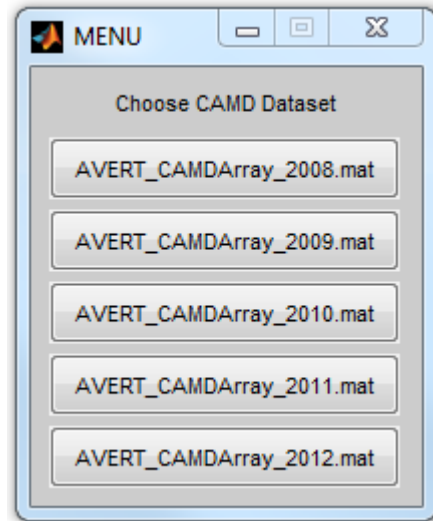 MENU
Choose CAMD Dataset
AVERT_CAMDArray_2008.mat
AVERT_CAMDArray_2009.mat
AVERT_CAMDArray_2010.mat
AVERT_CAMDArray_2011.mat
AVERT_CAMDArray_2012.mat